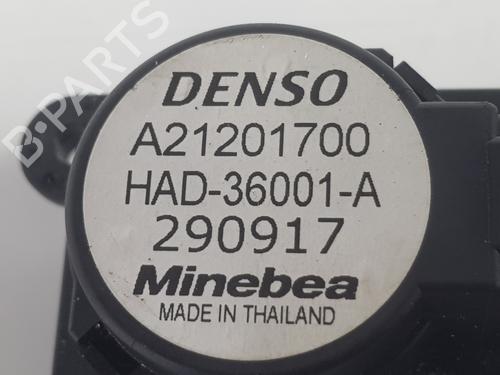 B-PARTS
DENSO
A21201700
HAD-36001-A
290917
Minebea
MADE IN THAILAND